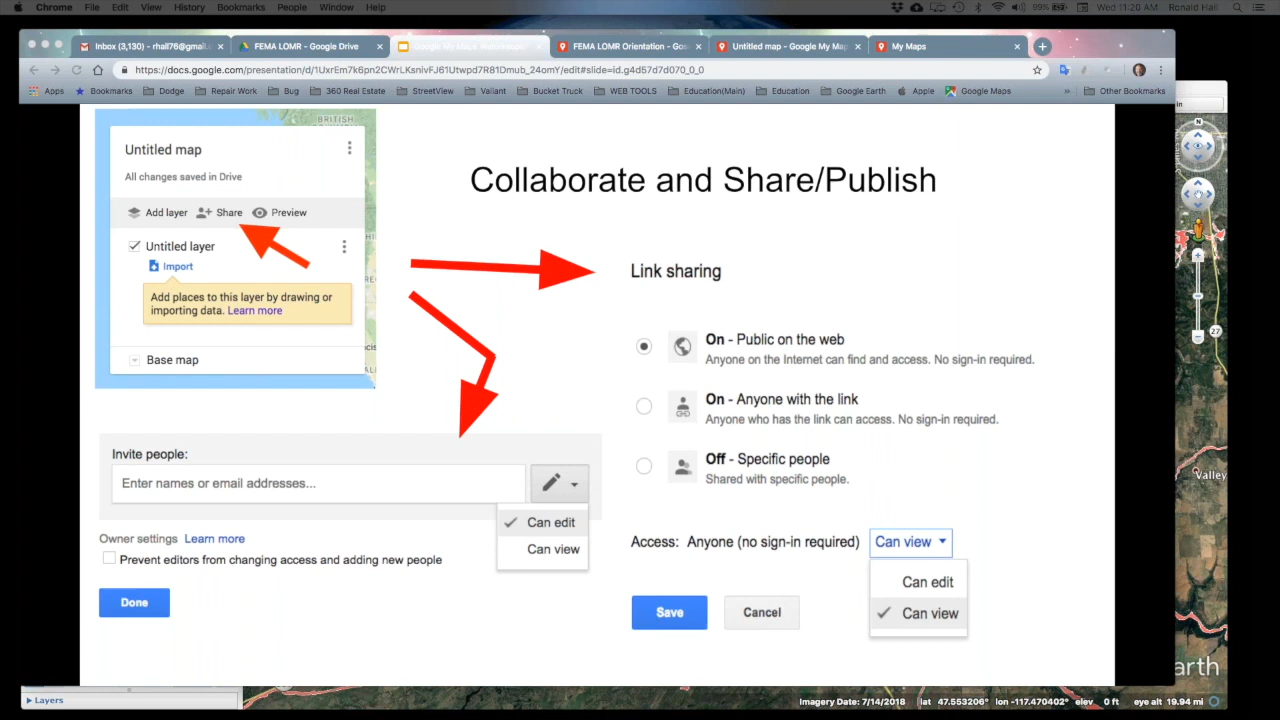 Chrome File Edit View History Bookmarks People Window Help 99% Wed 11:20 AM Ronald Hall
Inbox (3,130) - rhall76@gmail. FEMA LOMR - Google Drive FEMA LOMR Orientation - Goo Untitled map - Google My Map My Maps
https://docs.google.com/presentation/d/1UxrEm7k6pn2CWrLKsnivFJ61Utwpd7R81Dmub_24omY/edit#slide=id.g4d57d7d070_0_0
Apps Bookmarks Dodge Repair Work Bug 360 Real Estate StreetView Valiant Bucket Truck WEB TOOLS Education(Main) Education Google Earth Apple Google Maps » Other Bookmarks
BRITISH
Untitled map
All changes saved in Drive
Add layer Share Preview
Untitled layer
Import
Add places to this layer by drawing or
importing data. Learn more
Base map
Collaborate and Share/Publish
Link sharing
On - Public on the web
Anyone on the Internet can find and access. No sign-in required.
On - Anyone with the link
Anyone who has the link can access. No sign-in required.
Off - Specific people
Shared with specific people.
Access: Anyone (no sign-in required) Can view
Can edit
Can view
Save Cancel
Invite people:
Enter names or email addresses...
Can edit
Can view
Owner settings Learn more
Prevent editors from changing access and adding new people
Done
N
27
Valley
earth
Layers
Imagery Date: 7/14/2018 lat 47.553206° lon -117.470402° elev 0 ft eye alt 19.94 mi